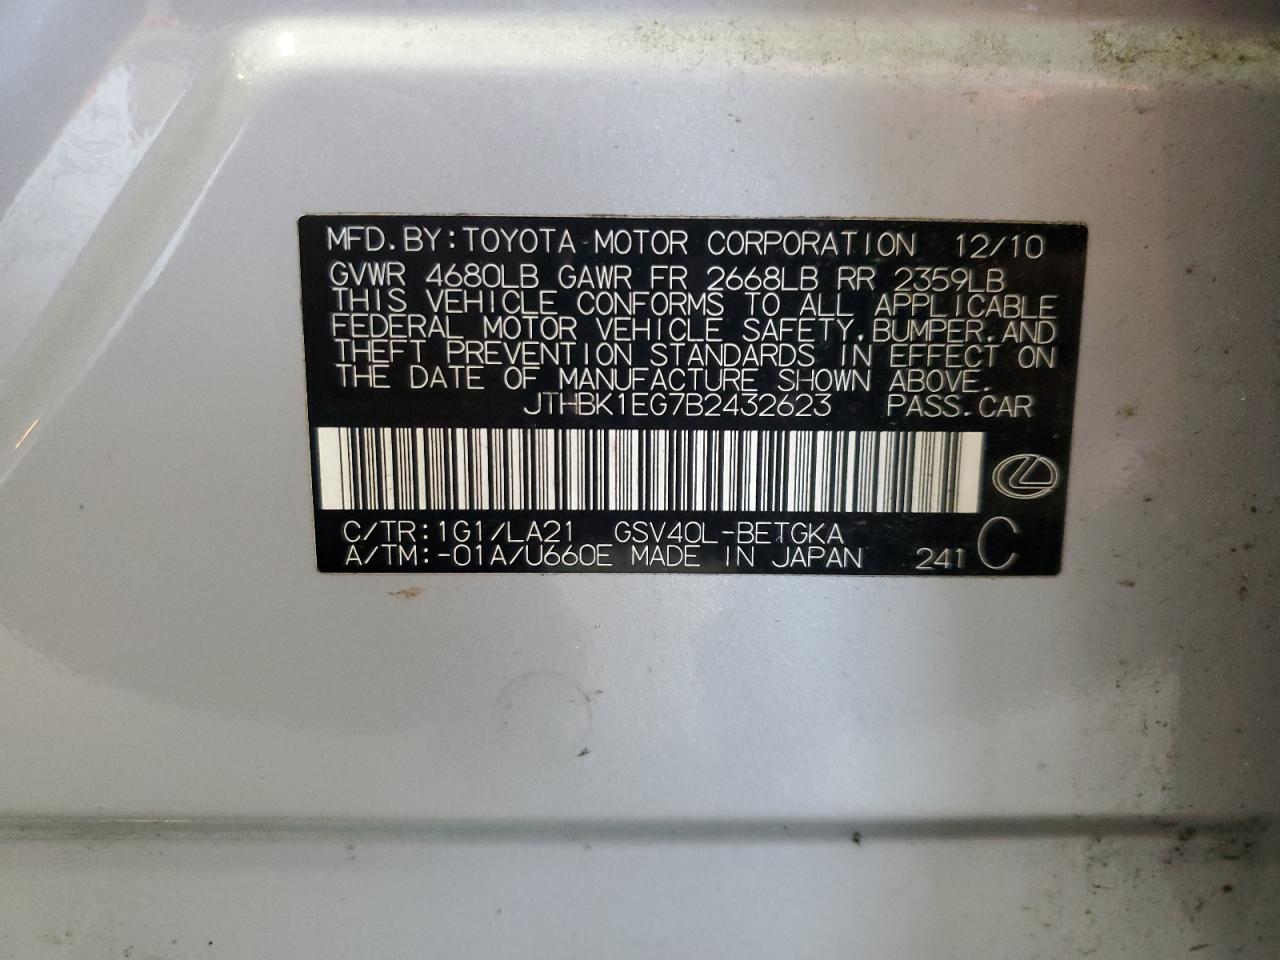 MFD.BY:TOYOTA MOTOR CORPORATION 12/10
GVWR 4680LB GAWR FR 2668LB RR 2359LB
THIS VEHICLE CONFORMS TO ALL APPLICABLE
FEDERAL MOTOR VEHICLE SAFETY,BUMPER,AND
THEFT PREVENTION STANDARDS IN EFFECT ON
THE DATE OF MANUFACTURE SHOWN ABOVE.
JTHBK1EG7B2432623 PASS.CAR
C/TR:1G1/LA21 GSV40L-BETGKA
A/TM:-01A/U660E MADE IN JAPAN 241 C